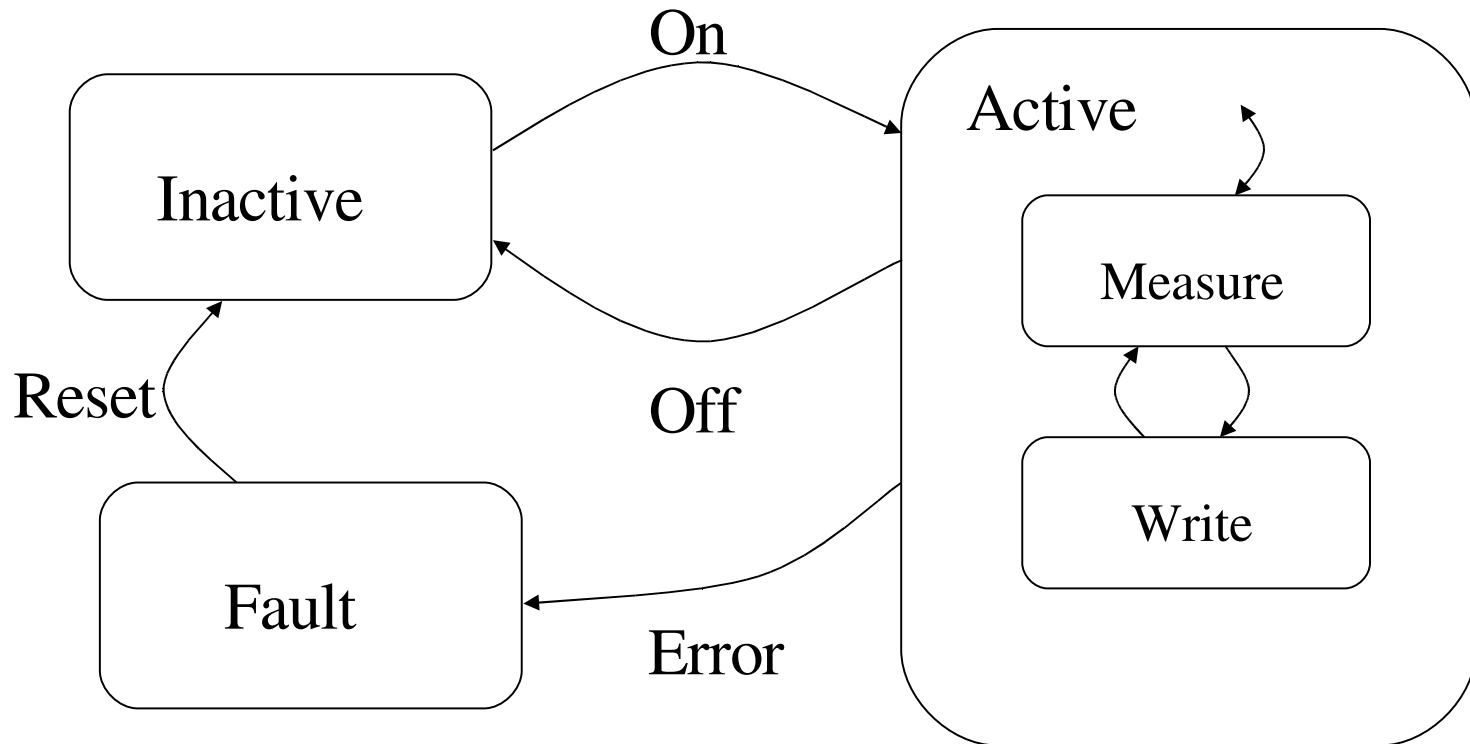 On
Active
Inactive
Measure
Reset
Off
Write
Fault
Error